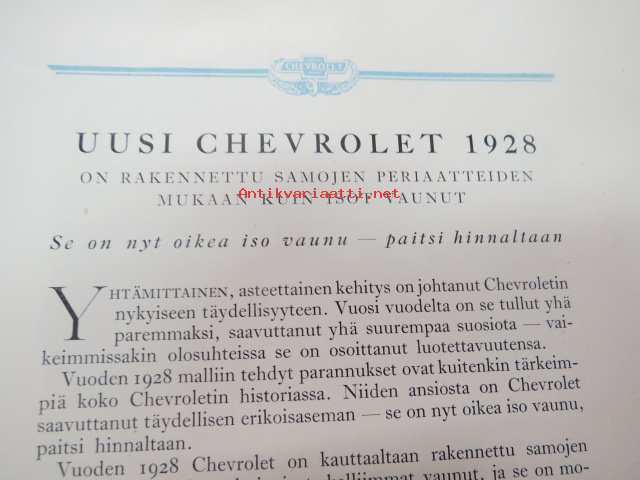 CHEVROLET
UUSI CHEVROLET 1928
ON RAKENNETTU SAMOJEN PERIAATTEIDEN
Antikvariaatti.net
MUKAAN KUIN ISOT VAUNUT
Se on nyt oikea iso vaunu — paitsi hinnaltaan
YHTÄMITTAINEN, asteettainen kehitys on johtanut Chevroletin
nykyiseen täydellisyyteen. Vuosi vuodelta on se tullut yhä
paremmaksi, saavuttanut yhä suurempaa suosiota — vai-
keimmissakin olosuhteissa se on osoittanut luotettavuutensa.
Vuoden 1928 malliin tehdyt parannukset ovat kuitenkin tärkeim-
piä koko Chevroletin historiassa. Niiden ansiosta on Chevrolet
saavuttanut täydellisen erikoisaseman — se on nyt oikea iso vaunu,
paitsi hinnaltaan.
Vuoden 1928 Chevrolet on kauttaaltaan rakennettu samojen
kalliimmat vaunut, ja se on mo-